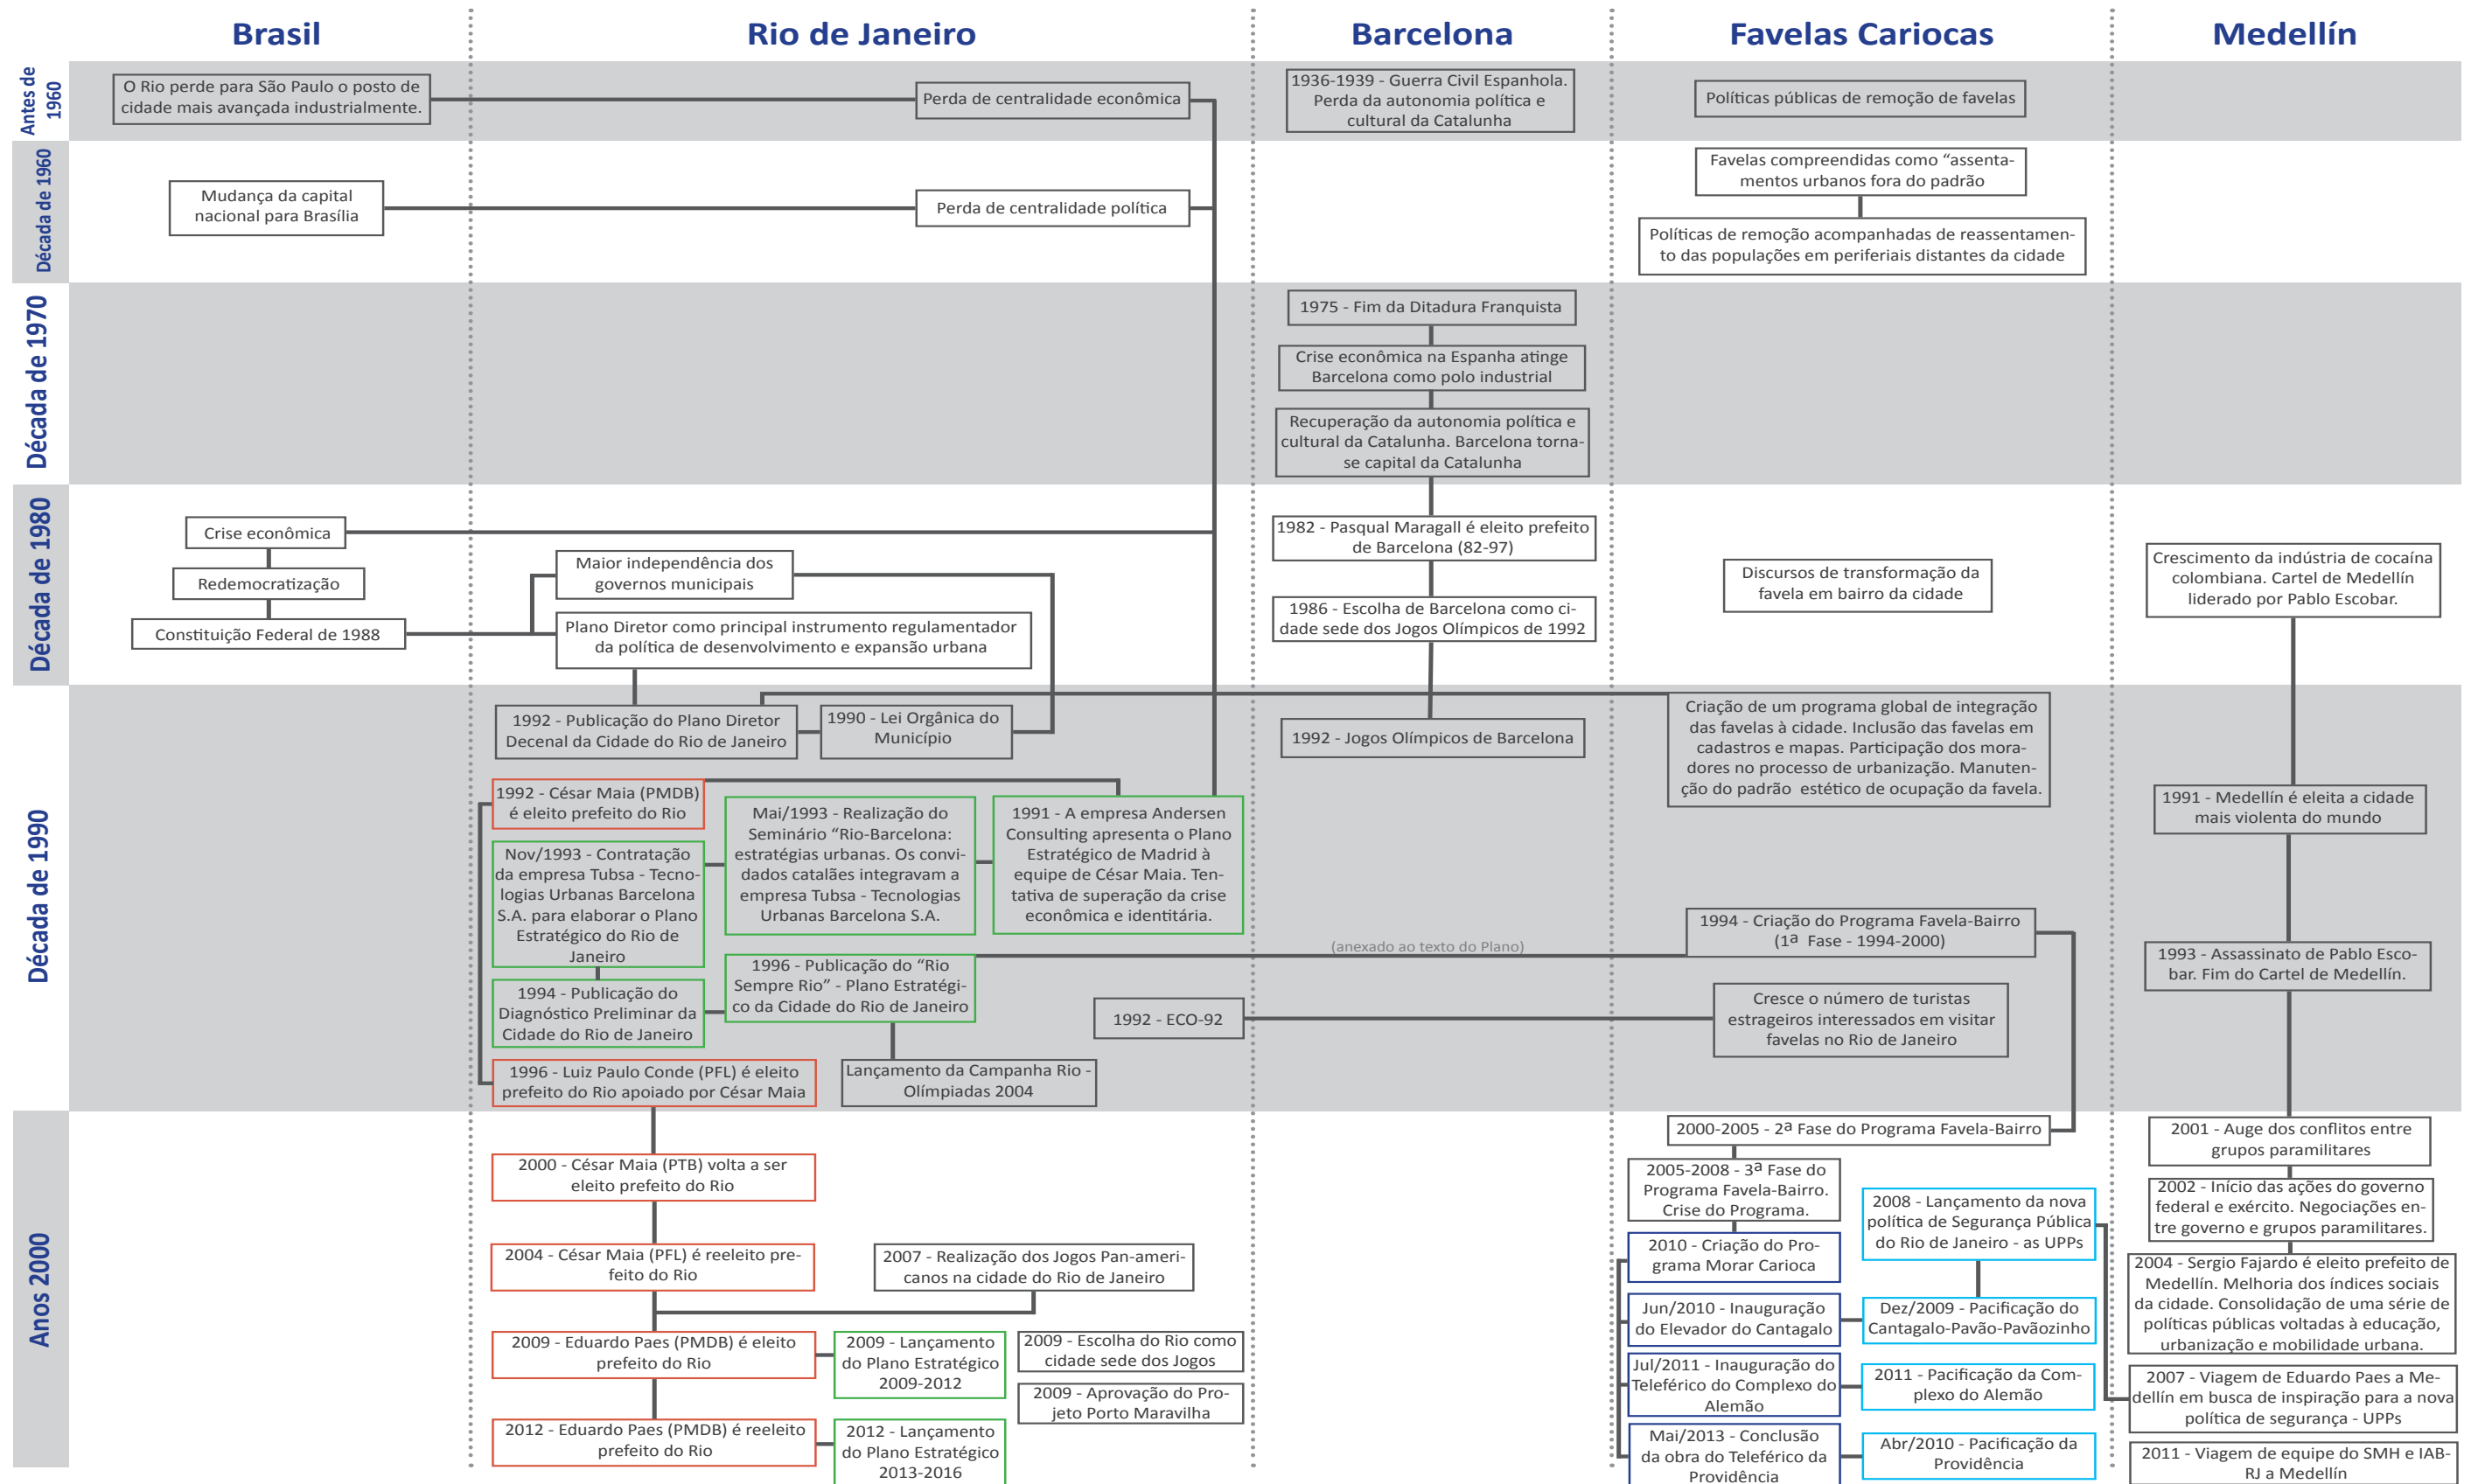 Brasil
Rio de Janeiro
Barcelona
Favelas Cariocas
Medellín
Antes de
1960
O Rio perde para São Paulo o posto de
cidade mais avançada industrialmente.
Perda de centralidade econômica
1936-1939 - Guerra Civil Espanhola.
Perda da autonomia política e
cultural da Catalunha
Políticas públicas de remoção de favelas
Década de 1960
Mudança da capital
nacional para Brasília
Perda de centralidade política
Favelas compreendidas como “assenta-
mentos urbanos fora do padrão
Políticas de remoção acompanhadas de reassentamen-
to das populações em periferiais distantes da cidade
Década de 1970
1975 - Fim da Ditadura Franquista
Crise econômica na Espanha atinge
Barcelona como polo industrial
Recuperação da autonomia política e
cultural da Catalunha. Barcelona torna-
se capital da Catalunha
Década de 1980
Crise econômica
Redemocratização
Constituição Federal de 1988
Maior independência dos
governos municipais
Plano Diretor como principal instrumento regulamentador
da política de desenvolvimento e expansão urbana
1982 - Pasqual Maragall é eleito prefeito
de Barcelona (82-97)
1986 - Escolha de Barcelona como ci-
dade sede dos Jogos Olímpicos de 1992
Discursos de transformação da
favela em bairro da cidade
Crescimento da indústria de cocaína
colombiana. Cartel de Medellín
liderado por Pablo Escobar.
Década de 1990
1992 - Publicação do Plano Diretor
Decenal da Cidade do Rio de Janeiro
1990 - Lei Orgânica do
Município
1992 - César Maia (PMDB)
é eleito prefeito do Rio
Mai/1993 - Realização do
Seminário “Rio-Barcelona:
estratégias urbanas. Os convi-
dados catalães integravam a
empresa Tubsa - Tecnologias
Urbanas Barcelona S.A.
1991 - A empresa Andersen
Consulting apresenta o Plano
Estratégico de Madrid à
equipe de César Maia. Ten-
tativa de superação da crise
econômica e identitária.
Nov/1993 - Contratação
da empresa Tubsa - Tecno-
logias Urbanas Barcelona
S.A. para elaborar o Plano
Estratégico do Rio de
Janeiro
1994 - Publicação do
Diagnóstico Preliminar da
Cidade do Rio de Janeiro
1996 - Publicação do “Rio
Sempre Rio” - Plano Estratégi-
co da Cidade do Rio de Janeiro
1992 - ECO-92
1996 - Luiz Paulo Conde (PFL) é eleito
prefeito do Rio apoiado por César Maia
Lançamento da Campanha Rio -
Olímpiadas 2004
1992 - Jogos Olímpicos de Barcelona
(anexado ao texto do Plano)
Criação de um programa global de integração
das favelas à cidade. Inclusão das favelas em
cadastros e mapas. Participação dos mora-
dores no processo de urbanização. Manuten-
ção do padrão estético de ocupação da favela.
1994 - Criação do Programa Favela-Bairro
(1ª Fase - 1994-2000)
Cresce o número de turistas
estrageiros interessados em visitar
favelas no Rio de Janeiro
1991 - Medellín é eleita a cidade
mais violenta do mundo
1993 - Assassinato de Pablo Esco-
bar. Fim do Cartel de Medellín.
Anos 2000
2000 - César Maia (PTB) volta a ser
eleito prefeito do Rio
2004 - César Maia (PFL) é reeleito pre-
feito do Rio
2007 - Realização dos Jogos Pan-ameri-
canos na cidade do Rio de Janeiro
2009 - Eduardo Paes (PMDB) é eleito
prefeito do Rio
2009 - Lançamento
do Plano Estratégico
2009-2012
2009 - Escolha do Rio como
cidade sede dos Jogos
2009 - Aprovação do Pro-
jeto Porto Maravilha
2012 - Eduardo Paes (PMDB) é reeleito
prefeito do Rio
2012 - Lançamento
do Plano Estratégico
2013-2016
2000-2005 - 2ª Fase do Programa Favela-Bairro
2005-2008 - 3ª Fase do
Programa Favela-Bairro.
Crise do Programa.
2008 - Lançamento da nova
política de Segurança Pública
do Rio de Janeiro - as UPPs
2010 - Criação do Pro-
grama Morar Carioca
Jun/2010 - Inauguração
do Elevador do Cantagalo
Dez/2009 - Pacificação do
Cantagalo-Pavão-Pavãozinho
Jul/2011 - Inauguração do
Teleférico do Complexo do
Alemão
2011 - Pacificação da Com-
plexo do Alemão
Mai/2013 - Conclusão
da obra do Teleférico da
Providência
Abr/2010 - Pacificação da
Providência
2001 - Auge dos conflitos entre
grupos paramilitares
2002 - Início das ações do governo
federal e exército. Negociações en-
tre governo e grupos paramilitares.
2004 - Sergio Fajardo é eleito prefeito de
Medellín. Melhoria dos índices sociais
da cidade. Consolidação de uma série de
políticas públicas voltadas à educação,
urbanização e mobilidade urbana.
2007 - Viagem de Eduardo Paes a Me-
dellín em busca de inspiração para a nova
política de segurança - UPPs
2011 - Viagem de equipe do SMH e IAB-
RJ a Medellín